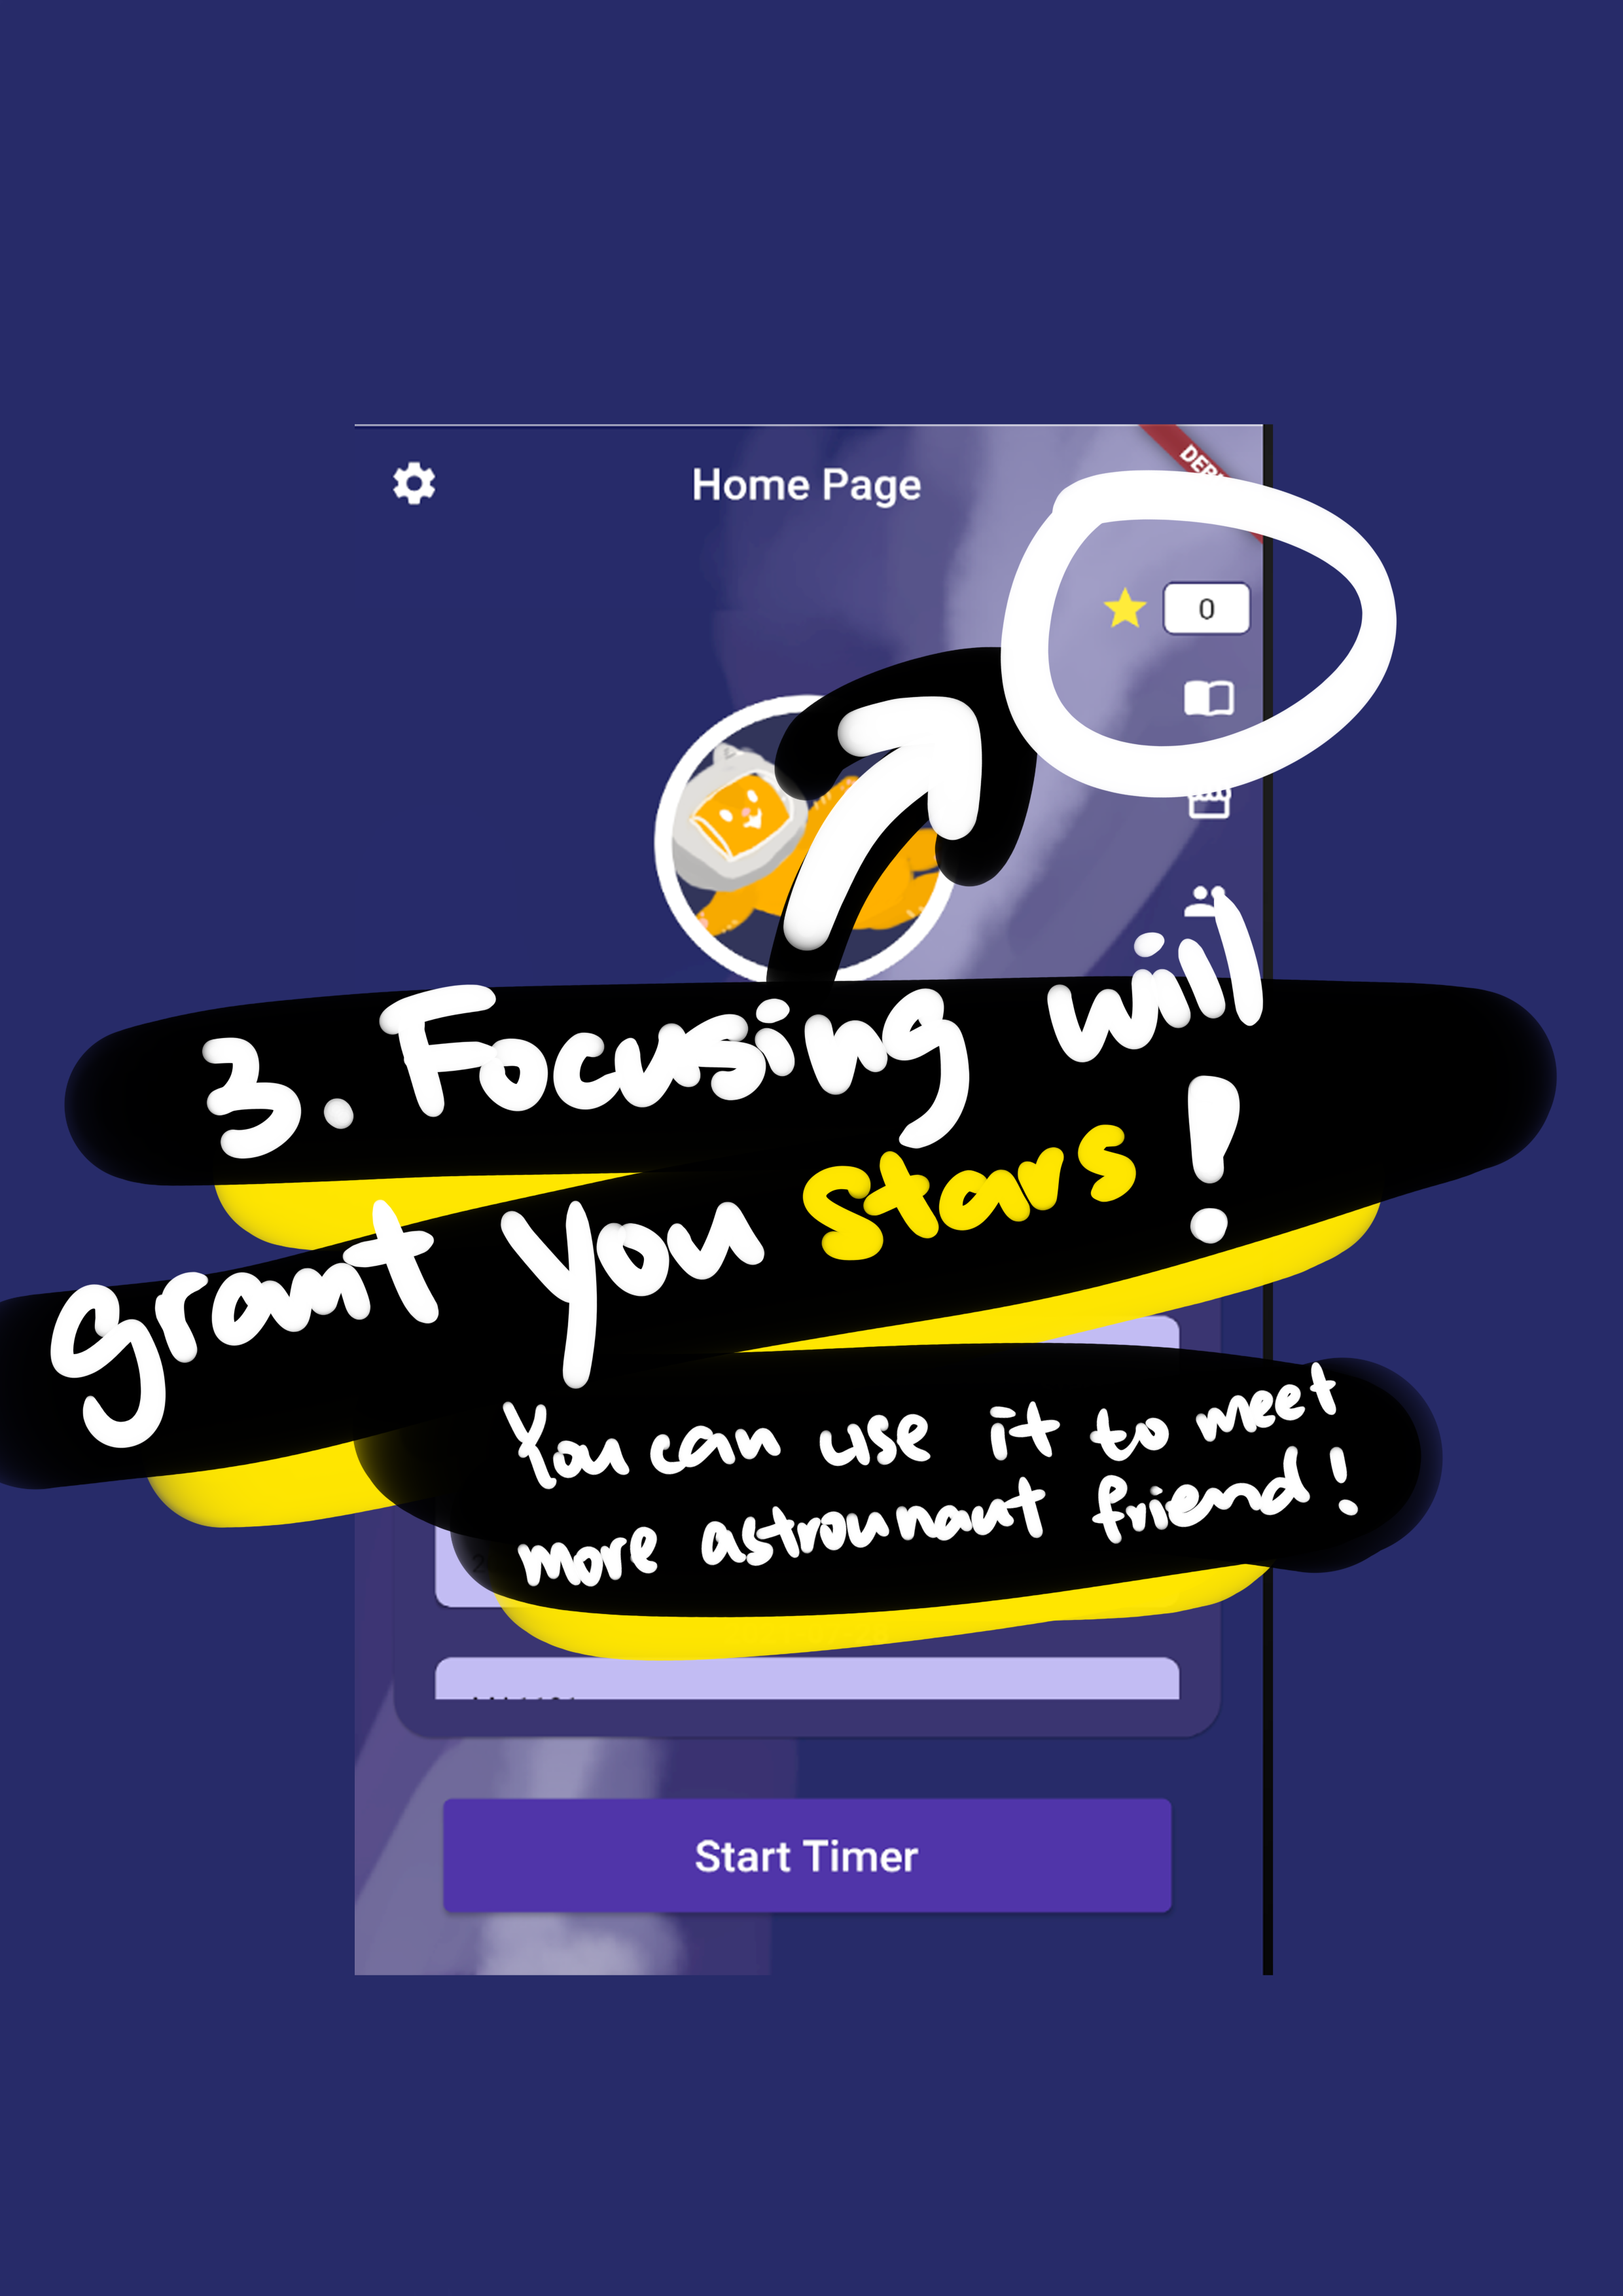 Home Page
DEB
0
3. Focusing will
grant you stars !
You can use it to meet
more astrounaut friend!
2
Start Timer